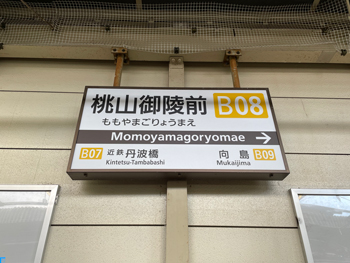 桃山御陵前 B08
ももやまごりょうまえ
Momoyamagoryomae →
B07 近鉄丹波橋 向島 B09
Kintetsu-Tambabashi Mukaijima